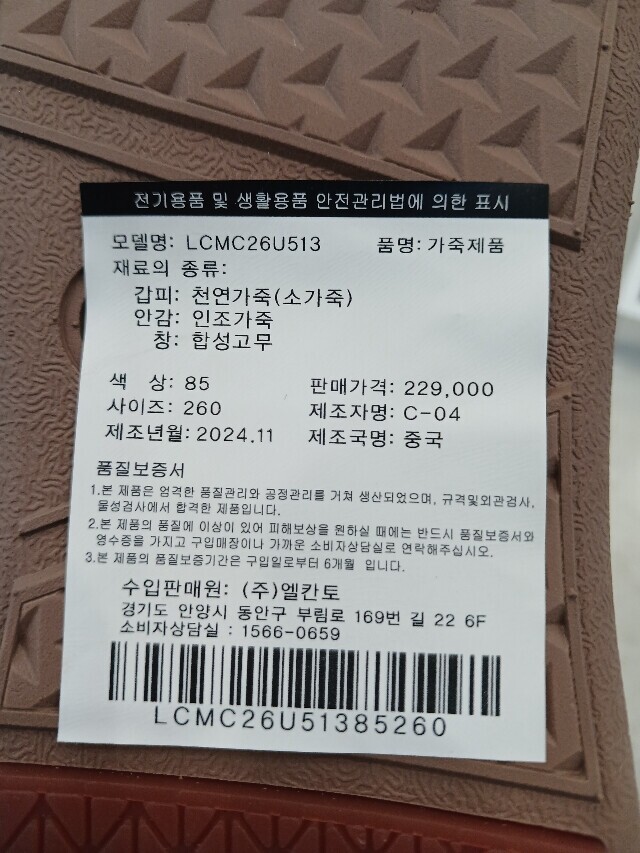 전기용품 및 생활용품 안전관리법에 의한 표시
모델명: LCMC26U513 품명: 가죽제품
재료의 종류:
갑피: 천연가죽(소가죽)
안감: 인조가죽
창: 합성고무
색 상: 85 판매가격: 229,000
사이즈: 260 제조자명: C-04
제조년월: 2024.11 제조국명: 중국
품질보증서
1.본 제품은 엄격한 품질관리와 공정관리를 거쳐 생산되었으며, 규격및외관검사,
물성검사에서 합격한 제품입니다.
2.본 제품의 품질에 이상이 있어 피해보상을 원하실 때에는 반드시 품질보증서와
영수증을 가지고 구입매장이나 가까운 소비자상담실로 연락해주십시오.
3.본 제품의 품질보증기간은 구입일로부터 6개월 입니다.
수입판매원: (주)엘칸토
경기도 안양시 동안구 부림로 169번 길 22 6F
소비자상담실 : 1566-0659
LCMC26U51385260